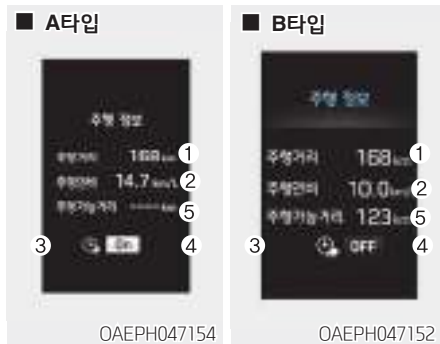 ■ A타입
주행 정보
주행거리 168 km ①
주행연비 14.7 km/L ②
주행가능거리 ---- km ⑤
③ On ④
OAEPH047154
■ B타입
주행 정보
주행거리 168 km ①
주행연비 10.0 ②
주행가능거리 123 km ⑤
③ OFF ④
OAEPH047152